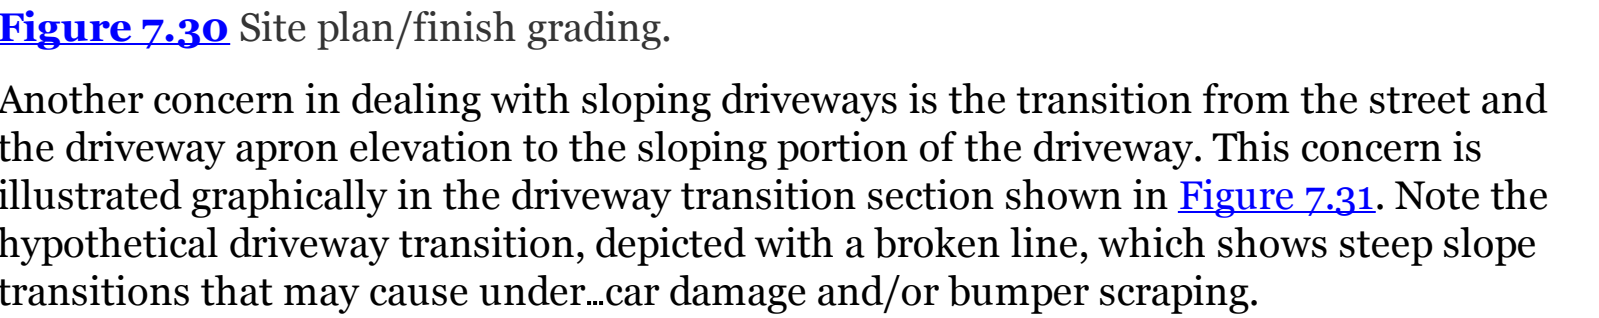 Figure 7.30 Site plan/finish grading.
Another concern in dealing with sloping driveways is the transition from the street and
the driveway apron elevation to the sloping portion of the driveway. This concern is
illustrated graphically in the driveway transition section shown in Figure 7.31. Note the
hypothetical driveway transition, depicted with a broken line, which shows steep slope
transitions that may cause under...car damage and/or bumper scraping.